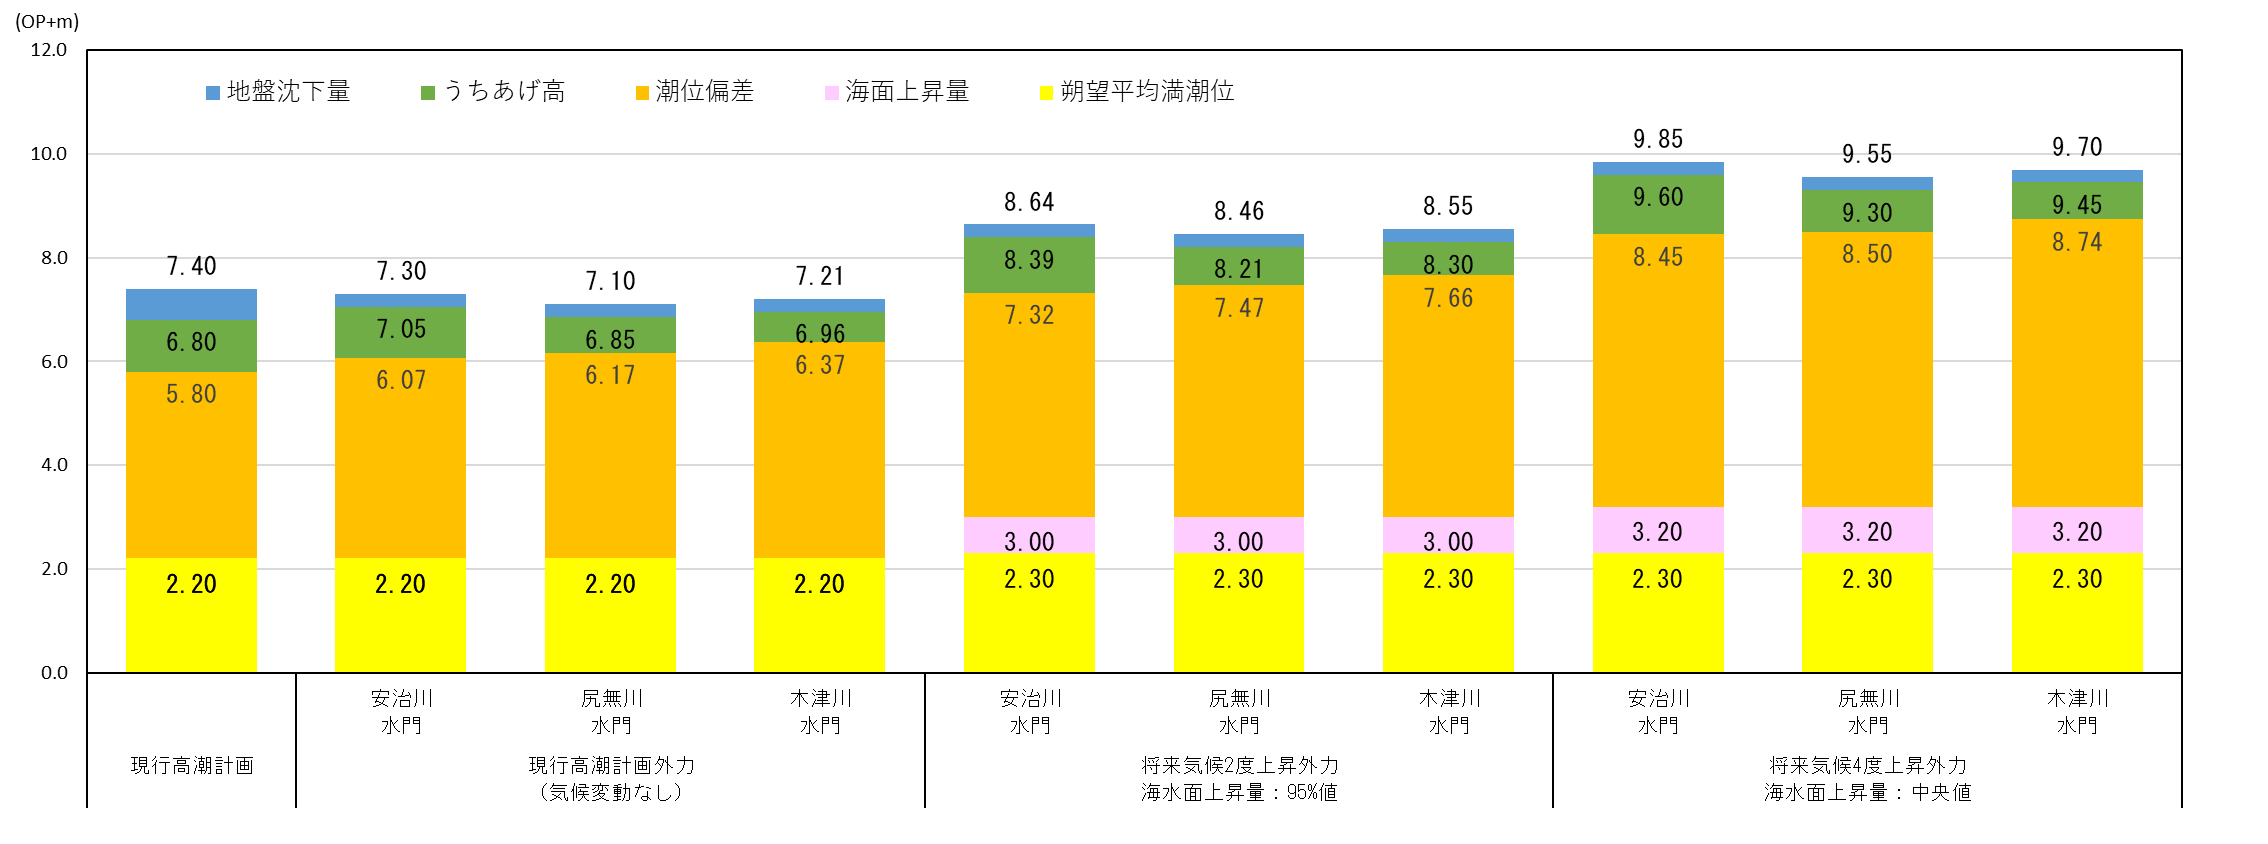 (OP+m)
12.0
地盤沈下量 うちあげ高 潮位偏差 海面上昇量 朔望平均満潮位
9.85 9.55 9.70
10.0
9.60 9.30 9.45
8.64 8.46 8.55
8.45 8.50 8.74
8.0
7.40 7.30 7.10 7.21
8.39 8.21 8.30
7.32 7.47 7.66
6.80 7.05 6.85 6.96
6.0
5.80 6.07 6.17 6.37
4.0
3.00 3.00 3.00 3.20 3.20 3.20
2.0
2.20 2.20 2.20 2.20 2.30 2.30 2.30 2.30 2.30 2.30
0.0
安治川 尻無川 木津川 安治川 尻無川 木津川 安治川 尻無川 木津川
水門 水門 水門 水門 水門 水門 水門 水門 水門
現行高潮計画 現行高潮計画外力 将来気候2度上昇外力 将来気候4度上昇外力
（気候変動なし） 海水面上昇量：95%値 海水面上昇量：中央値